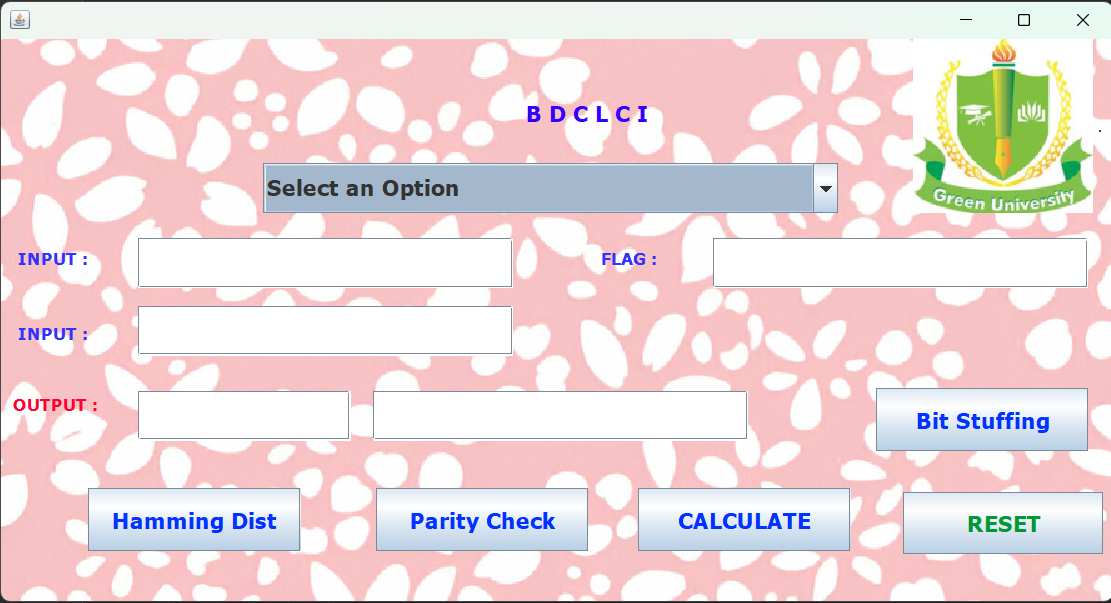 B D C L C I
Select an Option
Green University
INPUT :
FLAG :
INPUT :
OUTPUT :
Bit Stuffing
Hamming Dist
Parity Check
CALCULATE
RESET